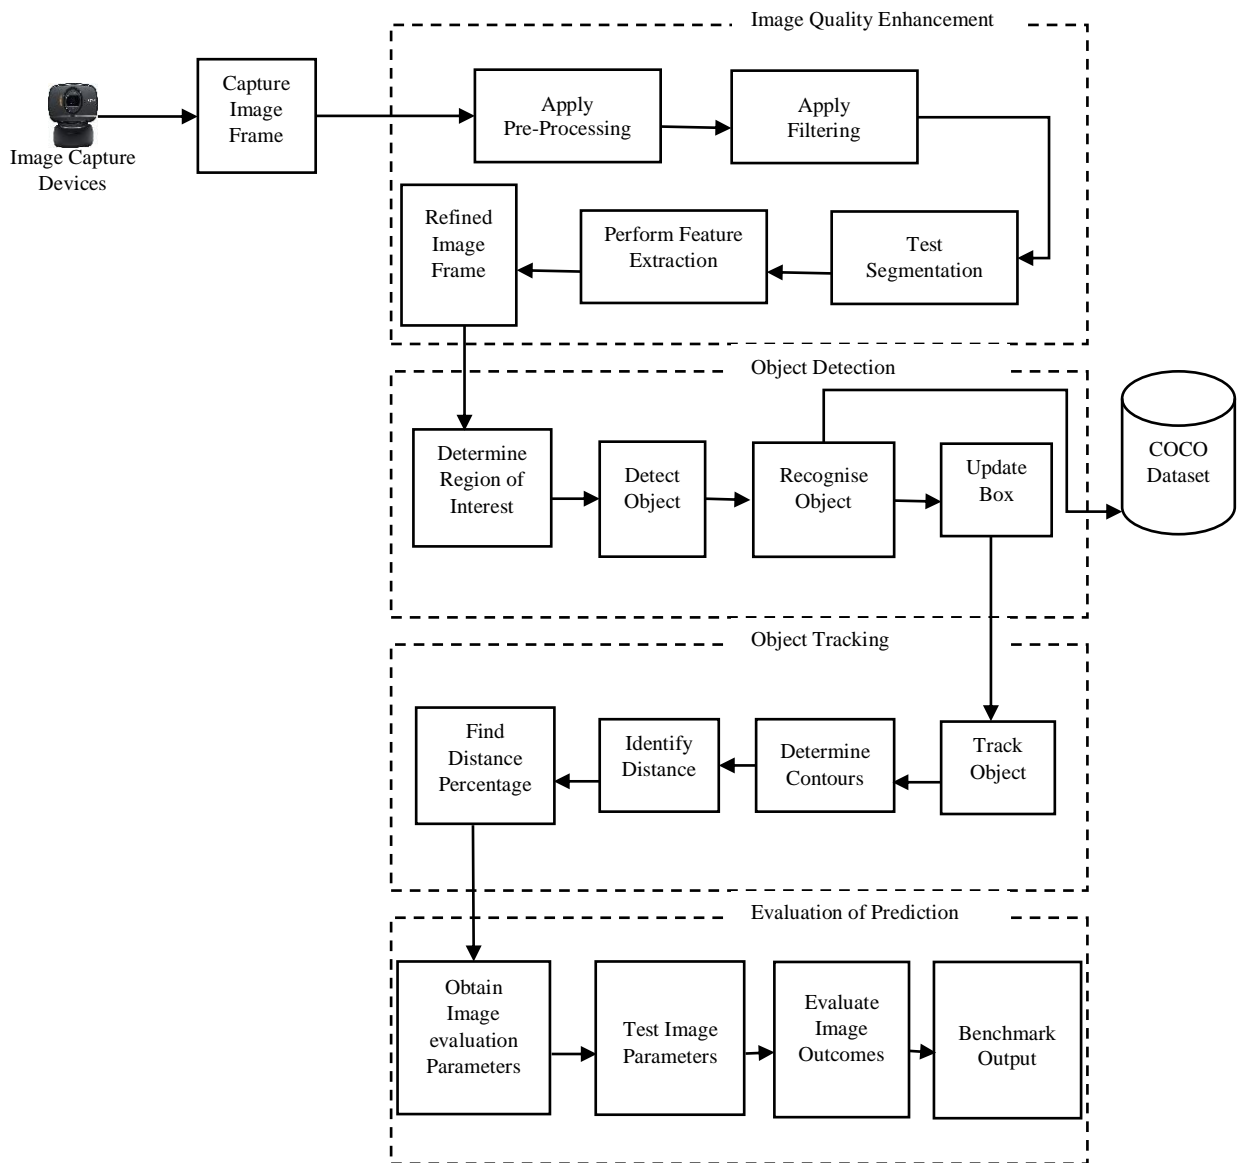 Image Quality Enhancement
Image Capture
Devices
Capture
Image
Frame
Apply
Pre-Processing
Apply
Filtering
Refined
Image
Frame
Perform Feature
Extraction
Test
Segmentation
Object Detection
Determine
Region of
Interest
Detect
Object
Recognise
Object
Update
Box
COCO
Dataset
Object Tracking
Find
Distance
Percentage
Identify
Distance
Determine
Contours
Track
Object
Evaluation of Prediction
Obtain
Image
evaluation
Parameters
Test Image
Parameters
Evaluate
Image
Outcomes
Benchmark
Output